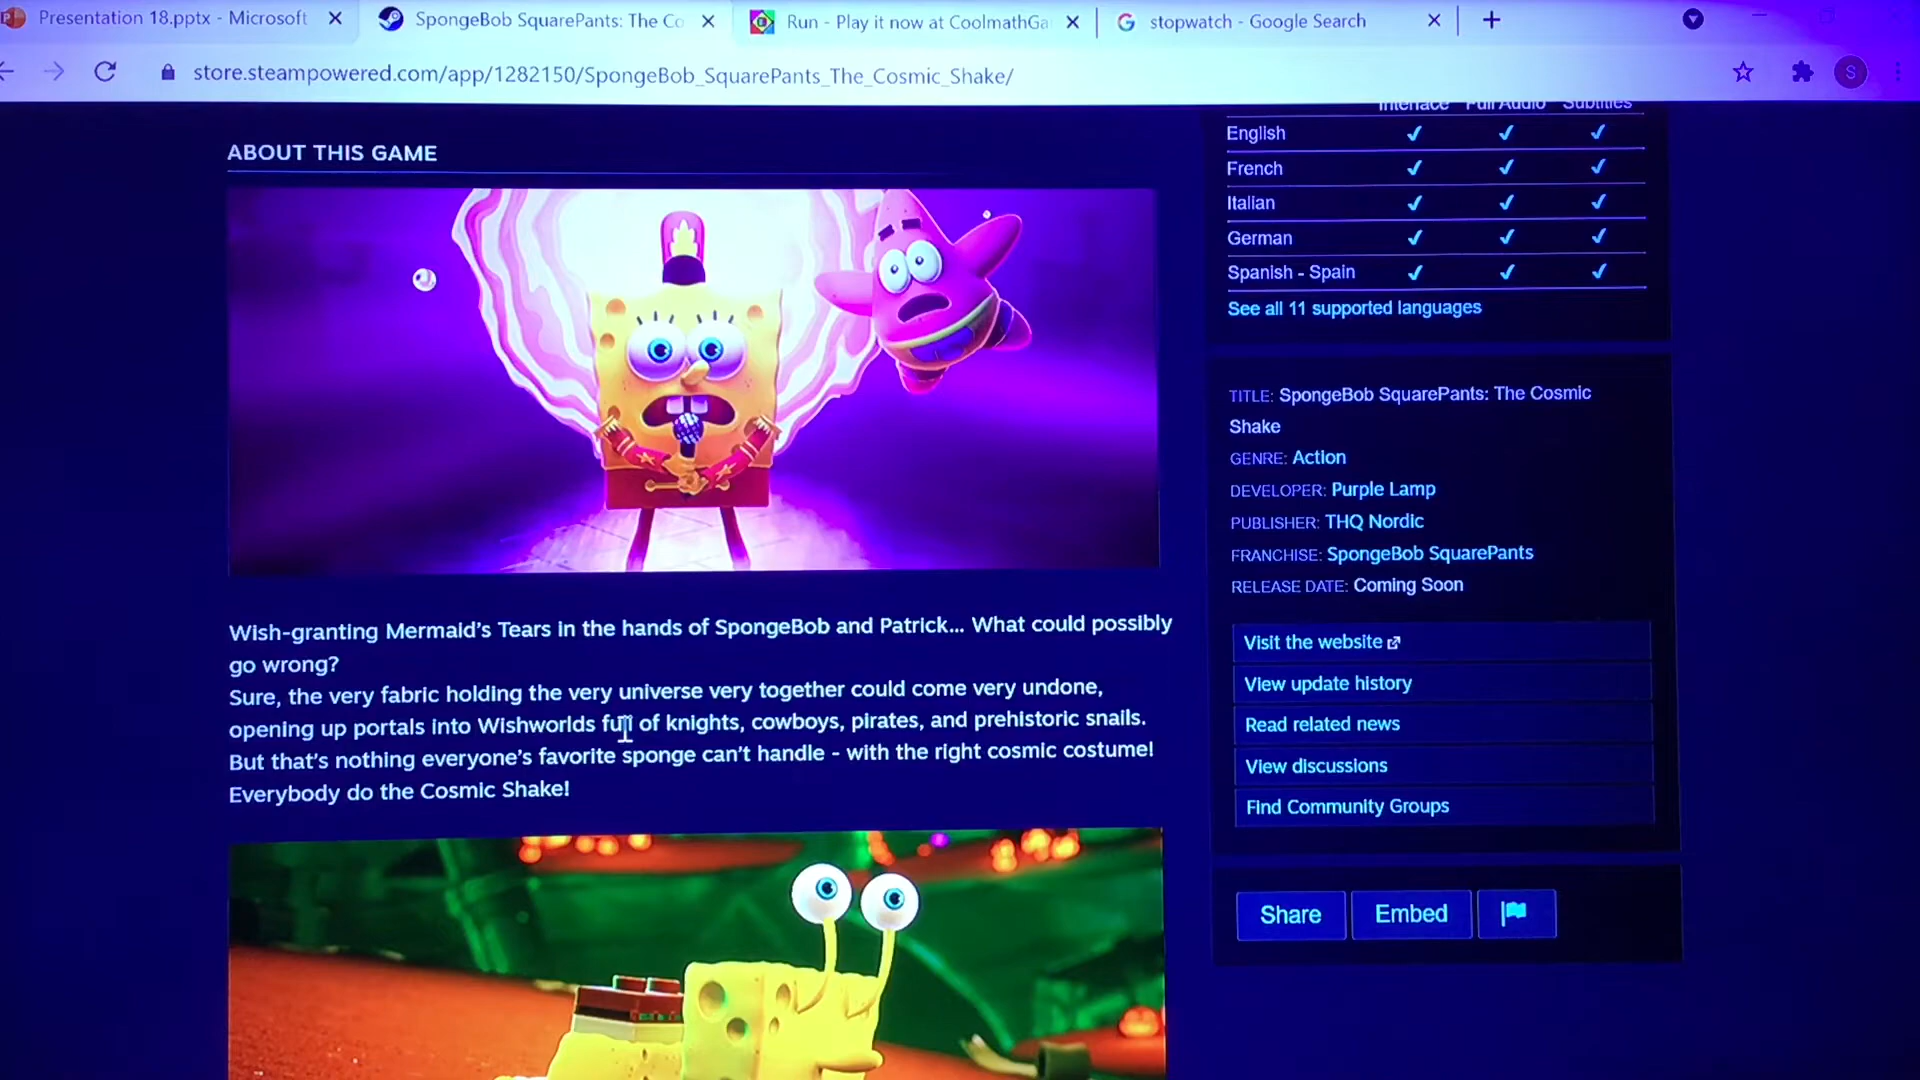 Presentation 18.pptx - Microsoft
SpongeBob SquarePants: The Co
Run - Play it now at CoolmathGa
stopwatch - Google Search
store.steampowered.com/app/1282150/SpongeBob_SquarePants_The_Cosmic_Shake/
S
ABOUT THIS GAME
Wish-granting Mermaid's Tears in the hands of SpongeBob and Patrick... What could possibly
go wrong?
Sure, the very fabric holding the very universe very together could come very undone,
opening up portals into Wishworlds full of knights, cowboys, pirates, and prehistoric snails.
But that's nothing everyone's favorite sponge can't handle - with the right cosmic costume!
Everybody do the Cosmic Shake!
Interface Full Audio Subtitles
English ✔ ✔ ✔
French ✔ ✔ ✔
Italian ✔ ✔ ✔
German ✔ ✔ ✔
Spanish - Spain ✔ ✔ ✔
See all 11 supported languages
TITLE: SpongeBob SquarePants: The Cosmic
Shake
GENRE: Action
DEVELOPER: Purple Lamp
PUBLISHER: THQ Nordic
FRANCHISE: SpongeBob SquarePants
RELEASE DATE: Coming Soon
Visit the website
View update history
Read related news
View discussions
Find Community Groups
Share
Embed